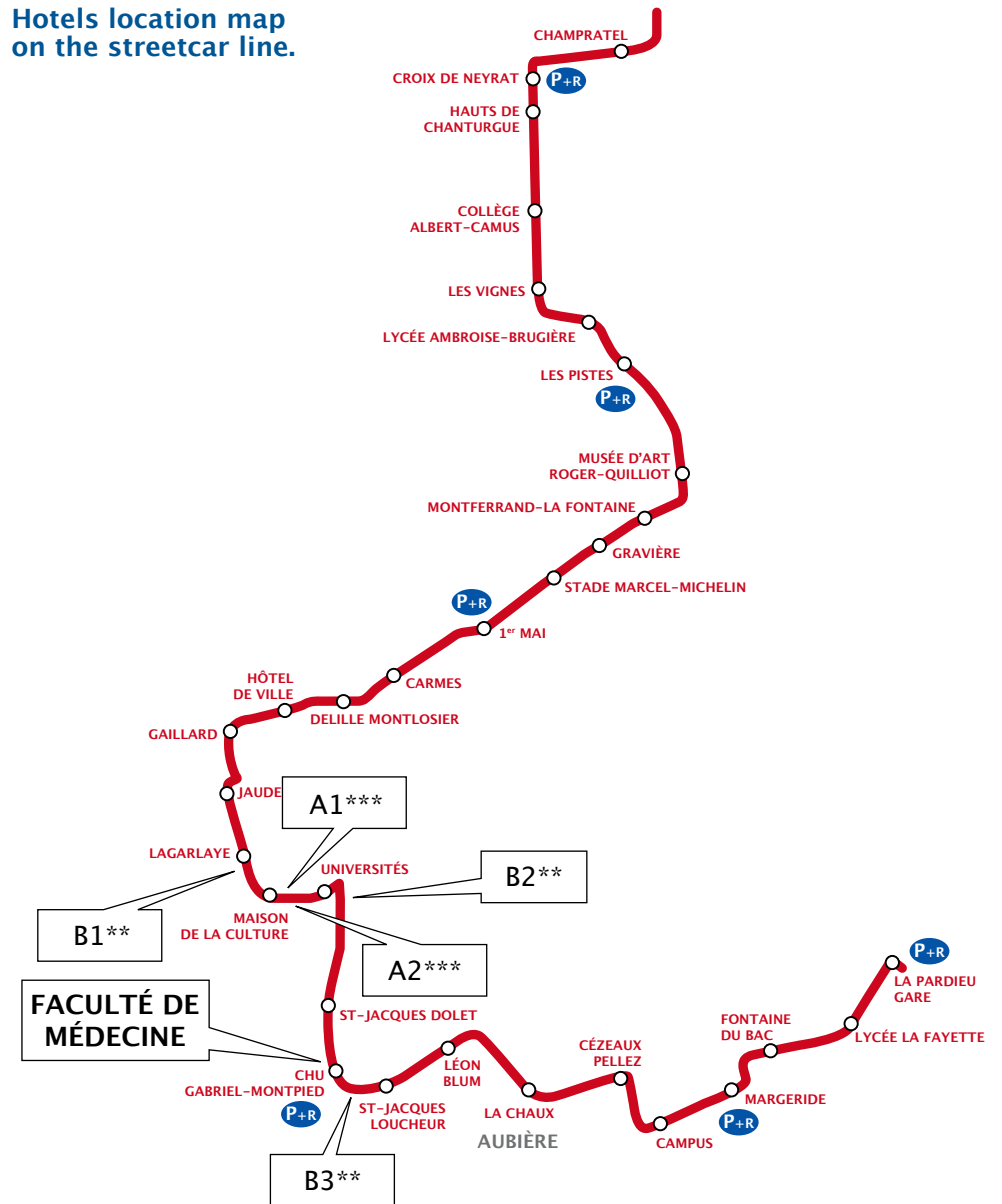 Hotels location map
on the streetcar line.
CHAMPRATEL
CROIX DE NEYRAT
P+R
HAUTS DE
CHANTURGUE
COLLÈGE
ALBERT-CAMUS
LES VIGNES
LYCÉE AMBROISE-BRUGIÈRE
LES PISTES
P+R
MUSÉE D'ART
ROGER-QUILLIOT
MONTFERRAND-LA FONTAINE
GRAVIÈRE
STADE MARCEL-MICHELIN
P+R
1er MAI
CARMES
HÔTEL
DE VILLE
DELILLE MONTLOSIER
GAILLARD
JAUDE
A1***
LAGARLAYE
UNIVERSITÉS
B2**
B1**
MAISON
DE LA CULTURE
A2***
FACULTÉ DE
MÉDECINE
ST-JACQUES DOLET
CHU
GABRIEL-MONTPIED
P+R
ST-JACQUES
LOUCHEUR
B3**
LÉON
BLUM
LA CHAUX
AUBIÈRE
CÉZEAUX
PELLEZ
CAMPUS
MARGERIDE
P+R
FONTAINE
DU BAC
LYCÉE LA FAYETTE
P+R
LA PARDIEU
GARE